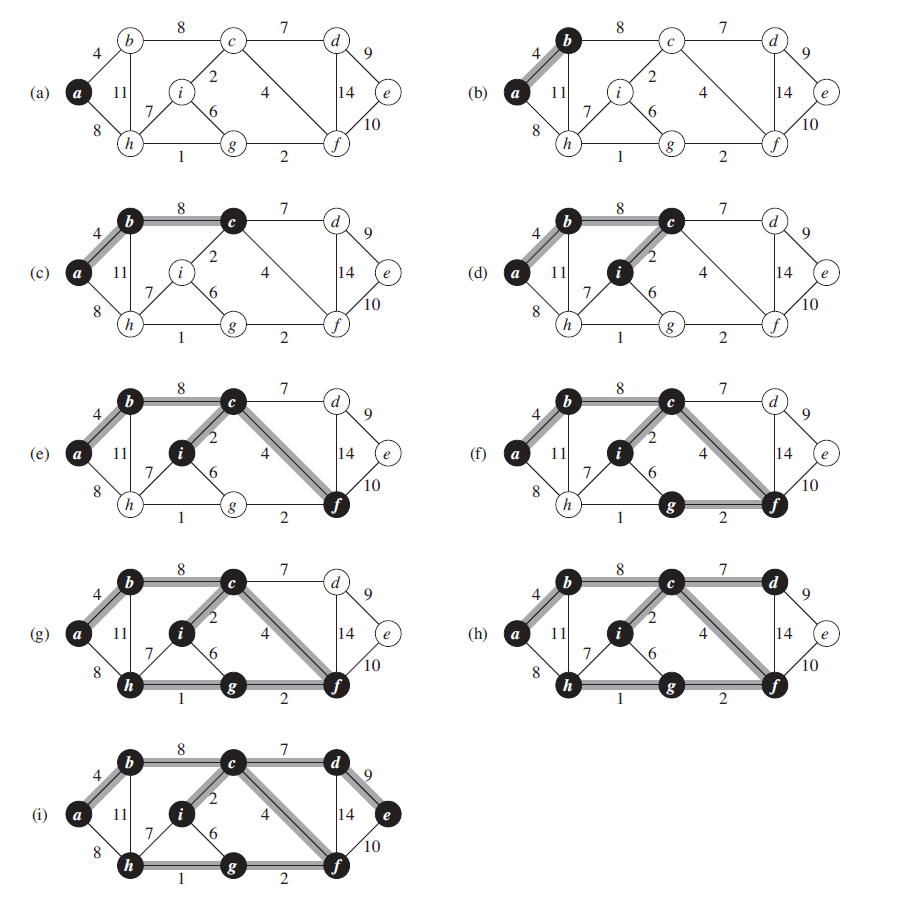 8 7 8 7
b c d b c d
4 9 4 9
2 2
(a) a 11 i 4 14 e (b) a 11 i 4 14 e
7 6 7 6
8 10 8 10
h g f h g f
1 2 1 2
8 7 8 7
b c d b c d
4 9 4 9
2 2
(c) a 11 i 4 14 e (d) a 11 i 4 14 e
7 6 7 6
8 10 8 10
h g f h g f
1 2 1 2
8 7 8 7
b c d b c d
4 9 4 9
2 2
(e) a 11 i 4 14 e (f) a 11 i 4 14 e
7 6 7 6
8 10 8 10
h g f h g f
1 2 1 2
8 7 8 7
b c d b c d
4 9 4 9
2 2
(g) a 11 i 4 14 e (h) a 11 i 4 14 e
7 6 7 6
8 10 8 10
h g f h g f
1 2 1 2
8 7
b c d
4 9
2
(i) a 11 i 4 14 e
7 6
8 10
h g f
1 2